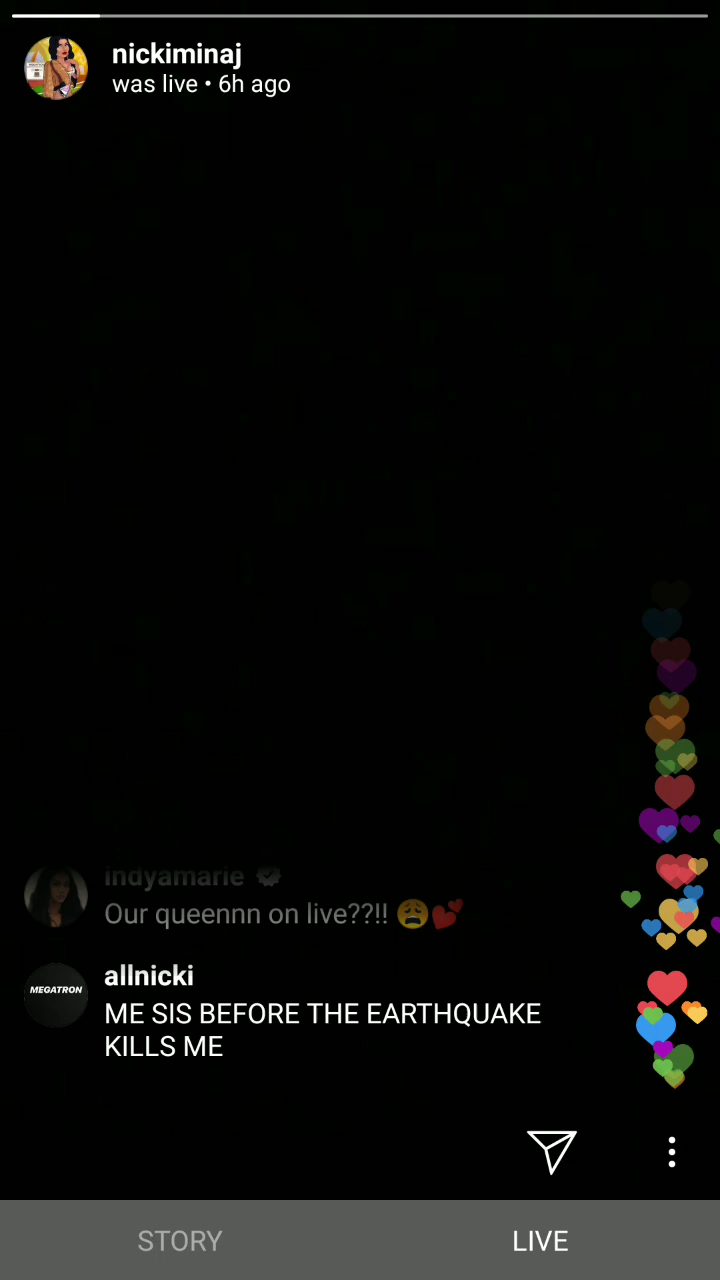 nickiminaj
was live • 6h ago
indyamarie
Our queennn on live??!! 😩💕
MEGATRON
allnicki
ME SIS BEFORE THE EARTHQUAKE
KILLS ME
STORY
LIVE